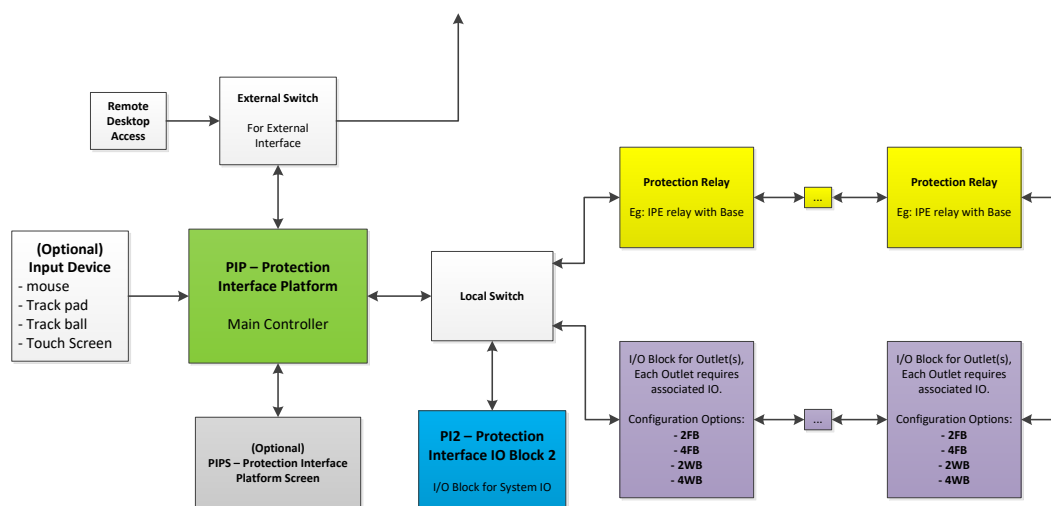 External Switch
For External
Interface
Remote
Desktop
Access
Protection Relay
Eg: IPE relay with Base
...
Protection Relay
Eg: IPE relay with Base
(Optional)
Input Device
- mouse
- Track pad
- Track ball
- Touch Screen
PIP – Protection
Interface Platform
Main Controller
Local Switch
(Optional)
PIPS – Protection Interface
Platform Screen
PI2 – Protection
Interface IO Block 2
I/O Block for System IO
I/O Block for Outlet(s),
Each Outlet requires
associated IO.
Configuration Options:
- 2FB
- 4FB
- 2WB
- 4WB
...
I/O Block for Outlet(s),
Each Outlet requires
associated IO.
Configuration Options:
- 2FB
- 4FB
- 2WB
- 4WB